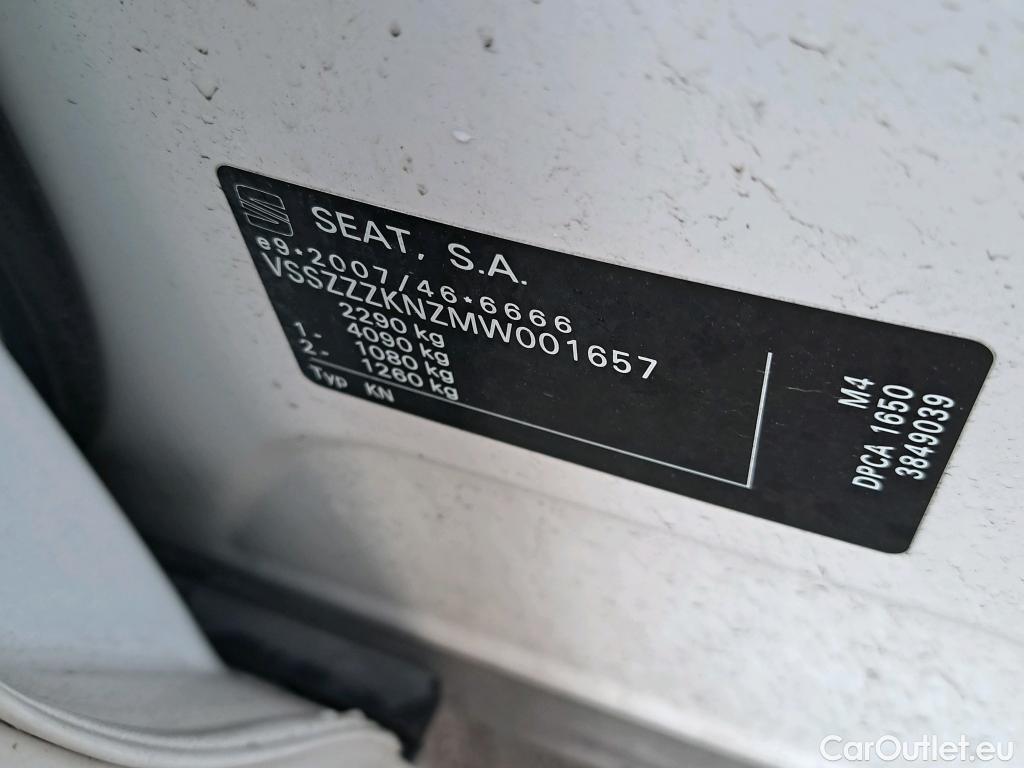 SEAT, S.A.
e9*2007/46*6666
VSSZZZKNZMW001657
2290 kg
4090 kg
1.- 1080 kg
2.- 1260 kg
Typ KN
M4
DPCA 1650
3849039
CarOutlet.eu